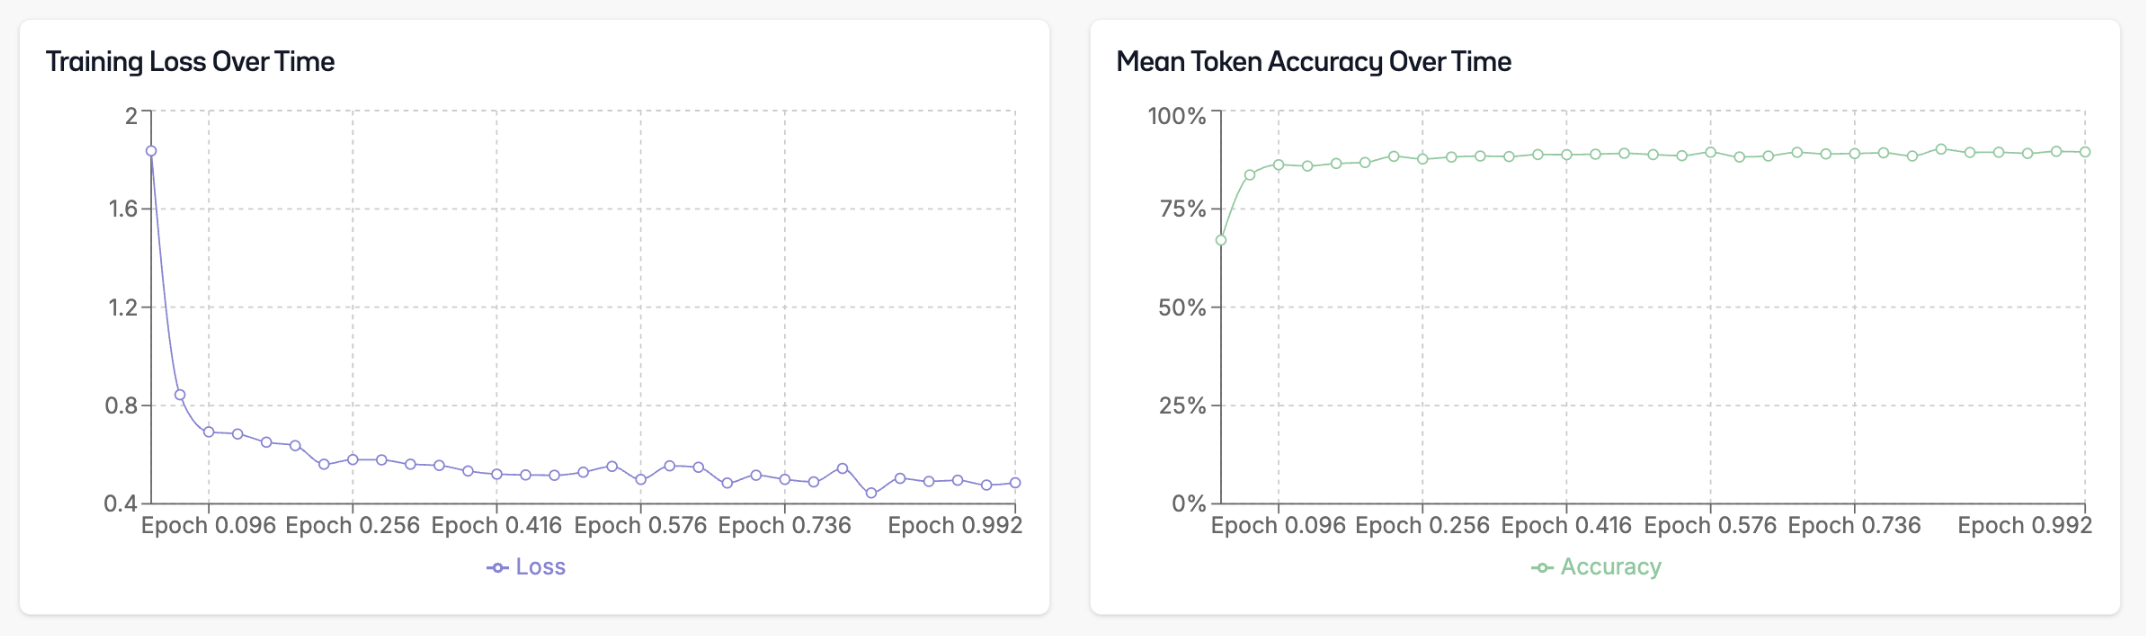 Training Loss Over Time
2
1.6
1.2
0.8
0.4
Epoch 0.096 Epoch 0.256 Epoch 0.416 Epoch 0.576 Epoch 0.736 Epoch 0.992
Loss
Mean Token Accuracy Over Time
100%
75%
50%
25%
0%
Epoch 0.096 Epoch 0.256 Epoch 0.416 Epoch 0.576 Epoch 0.736 Epoch 0.992
Accuracy